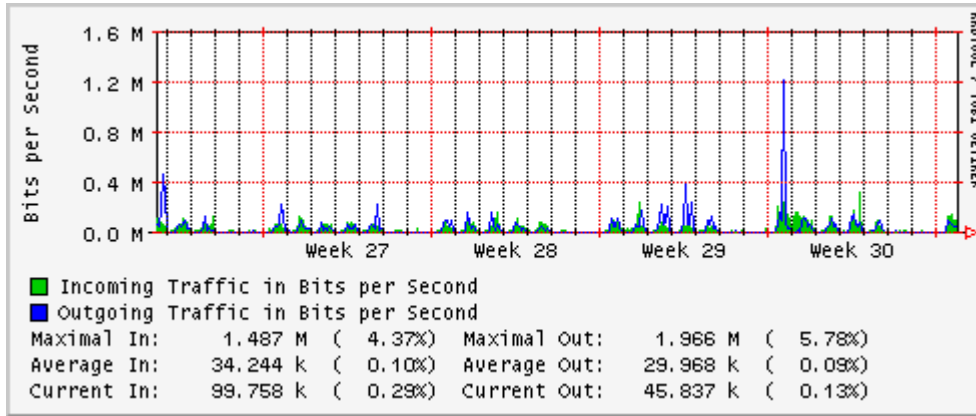 1.6 M
1.2 M
0.8 M
0.4 M
0.0 M
Bits per Second
Week 27 Week 28 Week 29 Week 30
Incoming Traffic in Bits per Second
Outgoing Traffic in Bits per Second
Maximal In: 1.487 M ( 4.37%) Maximal Out: 1.966 M ( 5.78%)
Average In: 34.244 k ( 0.10%) Average Out: 29.968 k ( 0.09%)
Current In: 99.758 k ( 0.29%) Current Out: 45.837 k ( 0.13%)